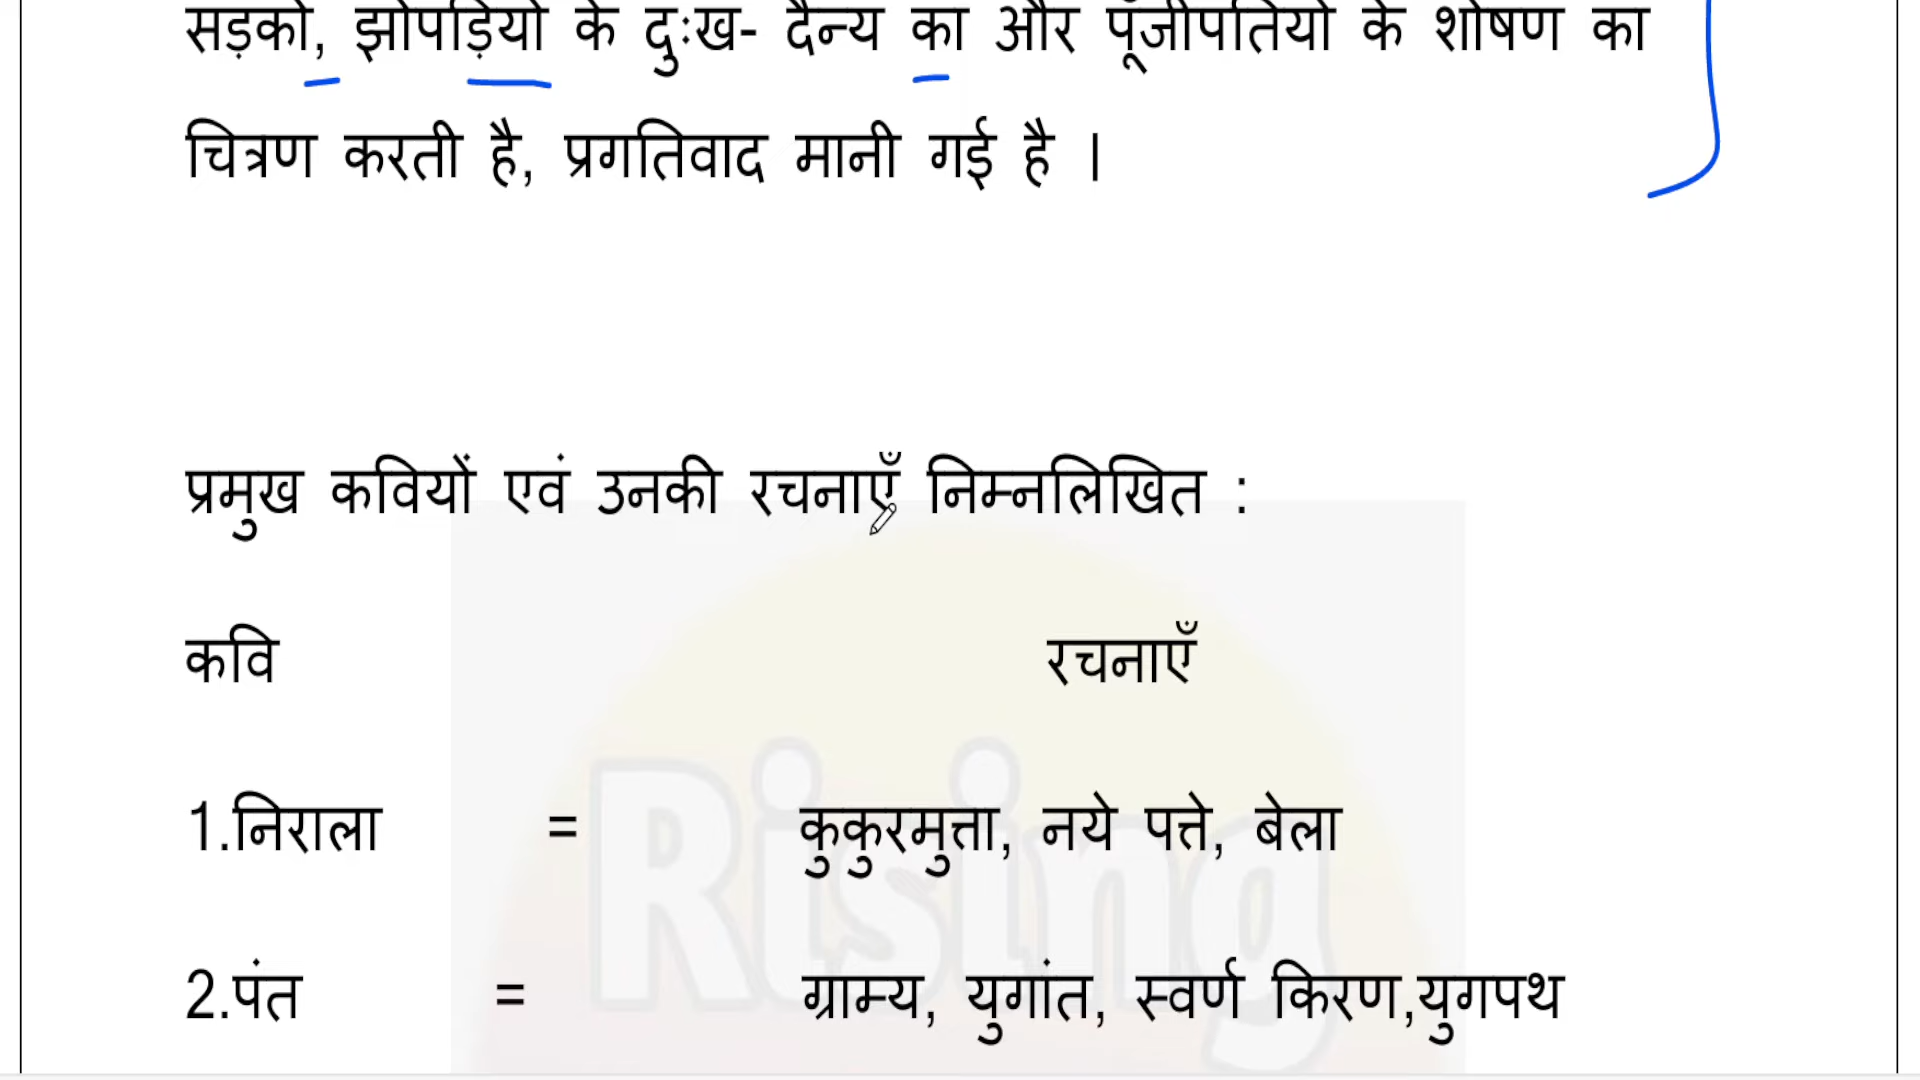 सड़को, झोपड़ियो के दुःख- दैन्य का और पूँजीपतियो के शोषण का
चित्रण करती है, प्रगतिवाद मानी गई है ।
प्रमुख कवियों एवं उनकी रचनाएँ निम्नलिखित :
कवि रचनाएँ
1.निराला = कुकुरमुत्ता, नये पत्ते, बेला
2.पंत = ग्राम्य, युगांत, स्वर्ण किरण,युगपथ
Rising